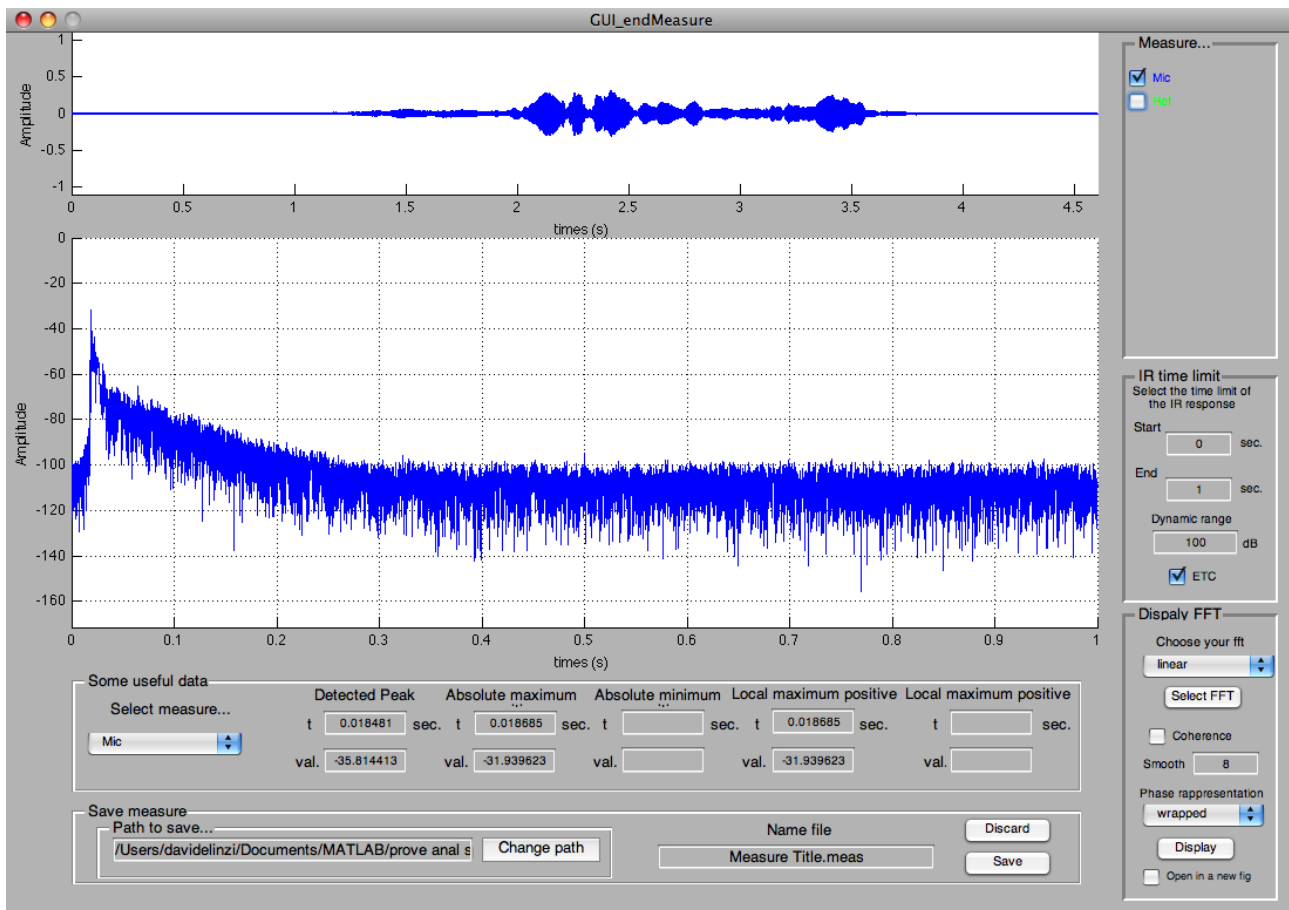 GUI_endMeasure
Measure...
Mic
Ref
1
0.5
0
-0.5
-1
Amplitude
0 0.5 1 1.5 2 2.5 3 3.5 4 4.5
times (s)
0
-20
-40
-60
-80
-100
-120
-140
-160
Amplitude
0 0.1 0.2 0.3 0.4 0.5 0.6 0.7 0.8 0.9 1
times (s)
IR time limit
Select the time limit of
the IR response
Start
0 sec.
End
1 sec.
Dynamic range
100 dB
ETC
Dispaly FFT
Choose your fft
linear
Select FFT
Coherence
Smooth 8
Phase rappresentation
wrapped
Display
Open in a new fig
Some useful data
Select measure...
Mic
Detected Peak Absolute maximum Absolute minimum Local maximum positive Local maximum positive
t 0.018481 sec. t 0.018685 sec. t sec. t 0.018685 sec. t sec.
val. -35.814413 val. -31.939623 val. val. -31.939623 val.
Save measure
Path to save...
/Users/davidelinzi/Documents/MATLAB/prove anal s
Change path
Name file
Measure Title.meas
Discard
Save